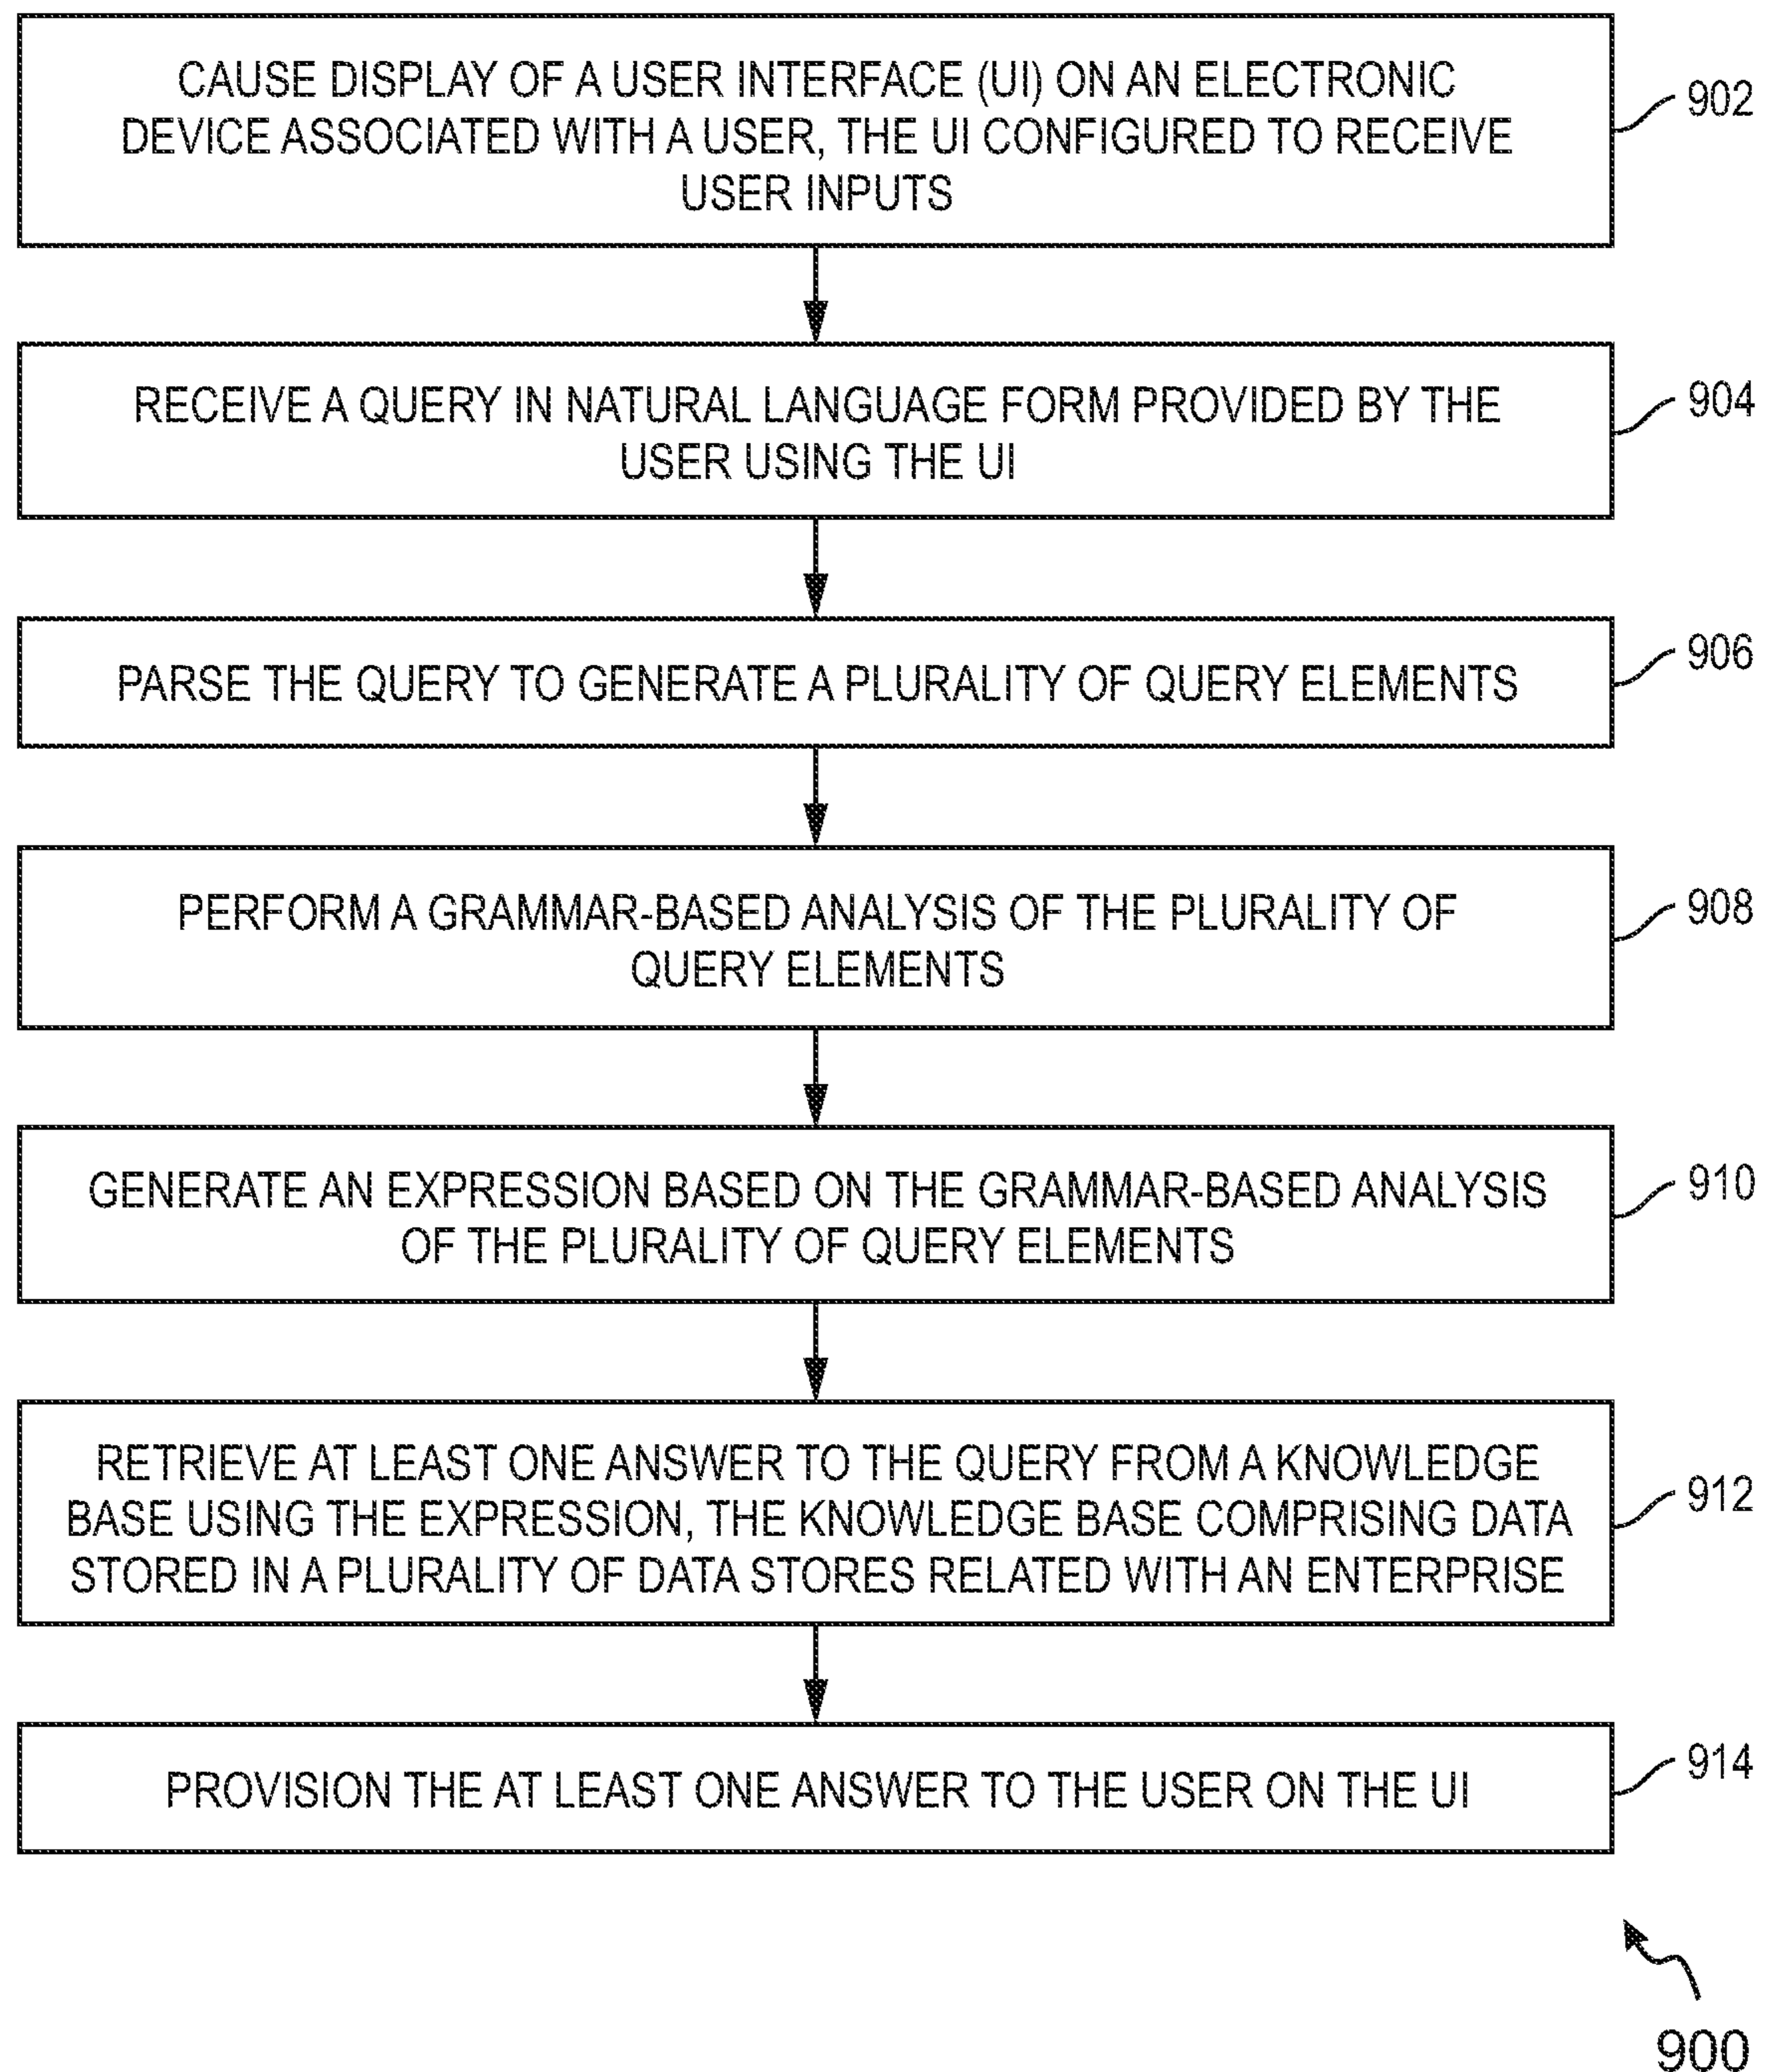 CAUSE DISPLAY OF A USER INTERFACE (UI) ON AN ELECTRONIC
DEVICE ASSOCIATED WITH A USER, THE UI CONFIGURED TO RECEIVE
USER INPUTS
902
RECEIVE A QUERY IN NATURAL LANGUAGE FORM PROVIDED BY THE
USER USING THE UI
904
PARSE THE QUERY TO GENERATE A PLURALITY OF QUERY ELEMENTS
906
PERFORM A GRAMMAR-BASED ANALYSIS OF THE PLURALITY OF
QUERY ELEMENTS
908
GENERATE AN EXPRESSION BASED ON THE GRAMMAR-BASED ANALYSIS
OF THE PLURALITY OF QUERY ELEMENTS
910
RETRIEVE AT LEAST ONE ANSWER TO THE QUERY FROM A KNOWLEDGE
BASE USING THE EXPRESSION, THE KNOWLEDGE BASE COMPRISING DATA
STORED IN A PLURALITY OF DATA STORES RELATED WITH AN ENTERPRISE
912
PROVISION THE AT LEAST ONE ANSWER TO THE USER ON THE UI
914
900